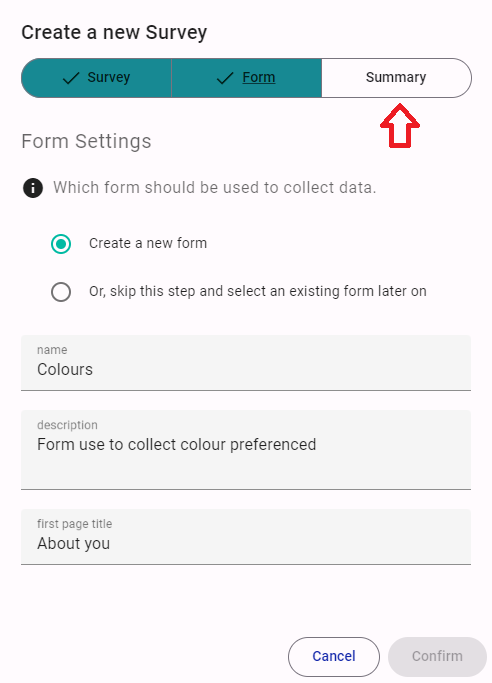 Create a new Survey
Survey Form Summary
Form Settings
Which form should be used to collect data.
Create a new form
Or, skip this step and select an existing form later on
name
Colours
description
Form use to collect colour preferenced
first page title
About you
Cancel Confirm